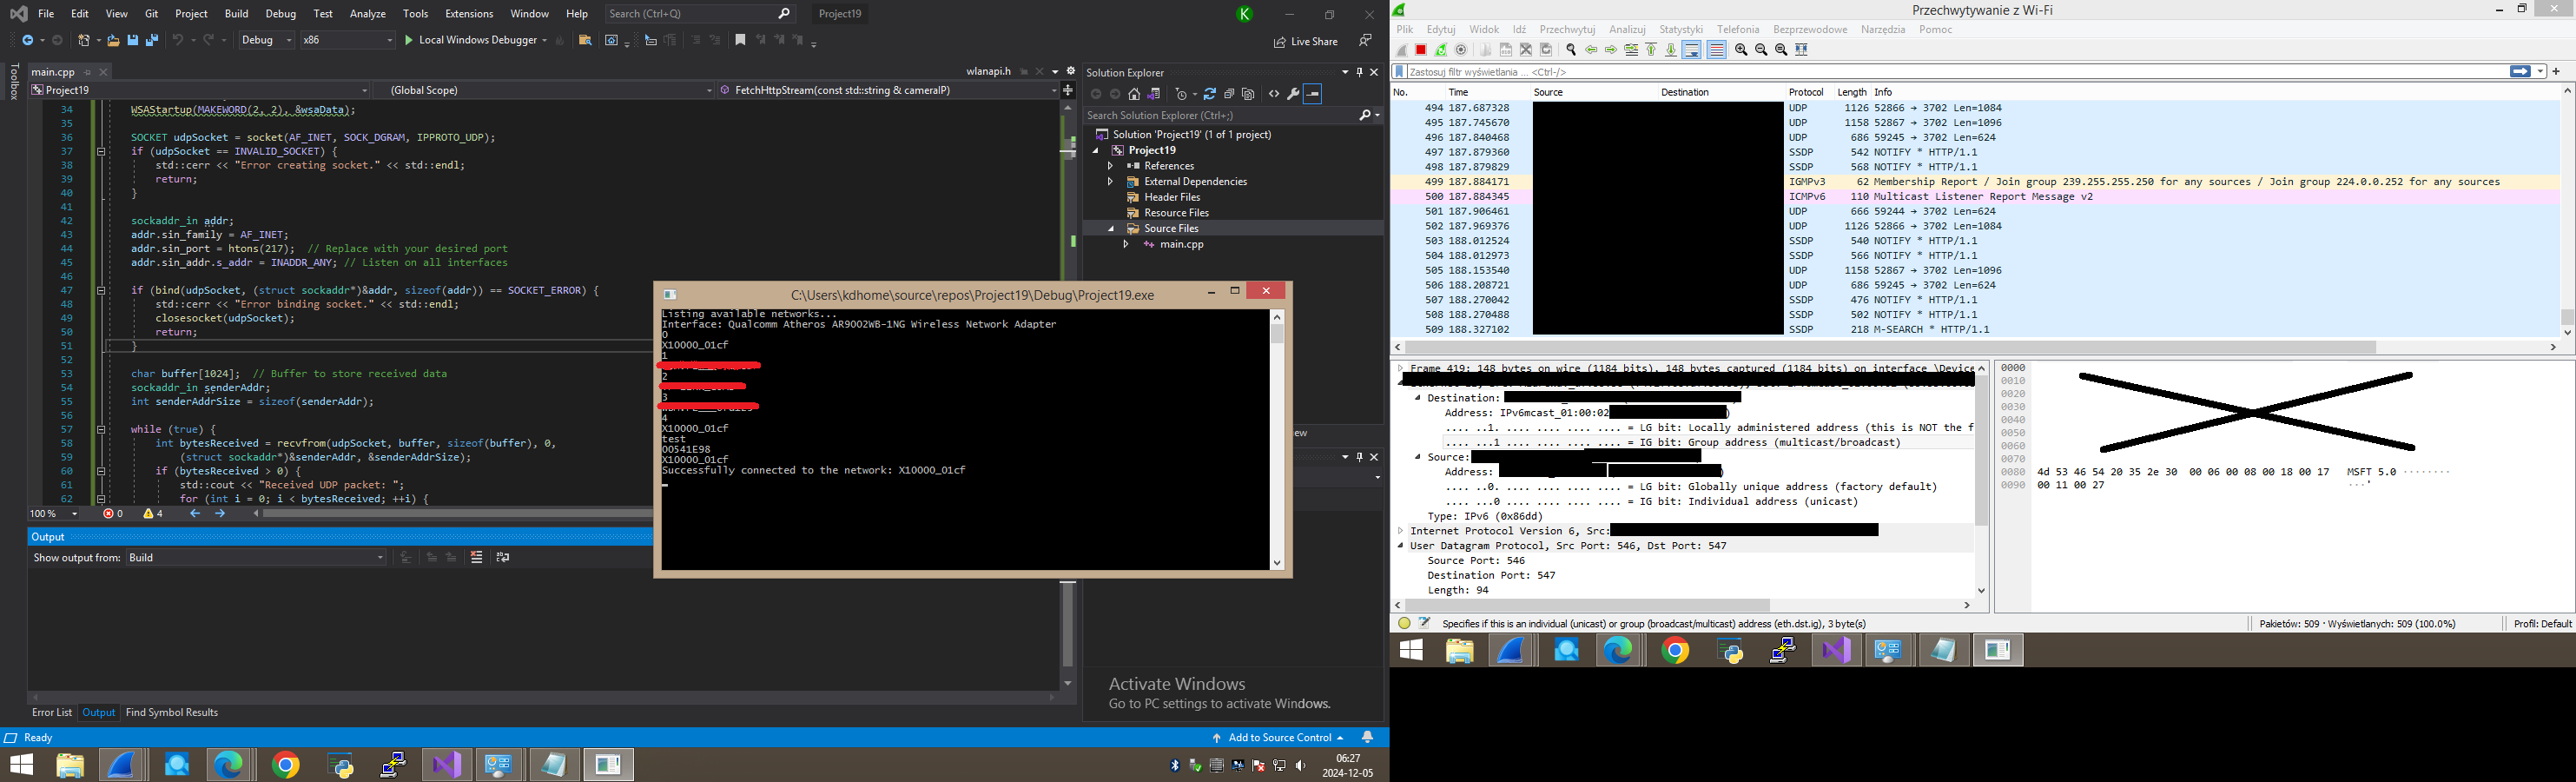 File Edit View Git Project Build Debug Test Analyze Tools Extensions Window Help Search (Ctrl+Q) Project19
K
Debug x86 Local Windows Debugger Live Share
Toolbox
main.cpp wlanapi.h
Project19 (Global Scope) FetchHttpStream(const std::string & cameraIP)
34 WSAStartup(MAKEWORD(2, 2), &wsaData);
35
36 SOCKET udpSocket = socket(AF_INET, SOCK_DGRAM, IPPROTO_UDP);
37 if (udpSocket == INVALID_SOCKET) {
38 std::cerr << "Error creating socket." << std::endl;
39 return;
40 }
41
42 sockaddr_in addr;
43 addr.sin_family = AF_INET;
44 addr.sin_port = htons(217); // Replace with your desired port
45 addr.sin_addr.s_addr = INADDR_ANY; // Listen on all interfaces
46
47 if (bind(udpSocket, (struct sockaddr*)&addr, sizeof(addr)) == SOCKET_ERROR) {
48 std::cerr << "Error binding socket." << std::endl;
49 closesocket(udpSocket);
50 return;
51 }
52
53 char buffer[1024]; // Buffer to store received data
54 sockaddr_in senderAddr;
55 int senderAddrSize = sizeof(senderAddr);
56
57 while (true) {
58 int bytesReceived = recvfrom(udpSocket, buffer, sizeof(buffer), 0,
59 (struct sockaddr*)&senderAddr, &senderAddrSize);
60 if (bytesReceived > 0) {
61 std::cout << "Received UDP packet: ";
62 for (int i = 0; i < bytesReceived; ++i) {
100 % 0 4
Output
Show output from: Build
Error List Output Find Symbol Results
Ready
Add to Source Control
Solution Explorer
Search Solution Explorer (Ctrl+;)
Solution 'Project19' (1 of 1 project)
Project19
References
External Dependencies
Header Files
Resource Files
Source Files
main.cpp
ew
Activate Windows
Go to PC settings to activate Windows.
C:\Users\kdhome\source\repos\Project19\Debug\Project19.exe
Listing available networks...
Interface: Qualcomm Atheros AR9002WB-1NG Wireless Network Adapter
0
X10000_01cf
1
2
3
4
X10000_01cf
test
00541E98
X10000_01cf
Successfully connected to the network: X10000_01cf
06:27
2024-12-05
Przechwytywanie z Wi-Fi
Plik Edytuj Widok Idź Przechwytuj Analizuj Statystyki Telefonia Bezprzewodowe Narzędzia Pomoc
Zastosuj filtr wyświetlania ... <Ctrl-/>
No. Time Source Destination Protocol Length Info
494 187.687328 UDP 1126 52866 → 3702 Len=1084
495 187.745670 UDP 1158 52867 → 3702 Len=1096
496 187.840468 UDP 686 59245 → 3702 Len=624
497 187.879360 SSDP 542 NOTIFY * HTTP/1.1
498 187.879829 SSDP 568 NOTIFY * HTTP/1.1
499 187.884171 IGMPv3 62 Membership Report / Join group 239.255.255.250 for any sources / Join group 224.0.0.252 for any sources
500 187.884345 ICMPv6 110 Multicast Listener Report Message v2
501 187.906461 UDP 666 59244 → 3702 Len=624
502 187.969376 UDP 1126 52866 → 3702 Len=1084
503 188.012524 SSDP 540 NOTIFY * HTTP/1.1
504 188.012973 SSDP 566 NOTIFY * HTTP/1.1
505 188.153540 UDP 1158 52867 → 3702 Len=1096
506 188.208721 UDP 686 59245 → 3702 Len=624
507 188.270042 SSDP 476 NOTIFY * HTTP/1.1
508 188.270488 SSDP 502 NOTIFY * HTTP/1.1
509 188.327102 SSDP 218 M-SEARCH * HTTP/1.1
Frame 419: 148 bytes on wire (1184 bits), 148 bytes captured (1184 bits) on interface \Device
Destination:
Address: IPv6mcast_01:00:02 )
.... ..1. .... .... .... .... = LG bit: Locally administered address (this is NOT the f
.... ...1 .... .... .... .... = IG bit: Group address (multicast/broadcast)
Source:
Address: )
.... ..0. .... .... .... .... = LG bit: Globally unique address (factory default)
.... ...0 .... .... .... .... = IG bit: Individual address (unicast)
Type: IPv6 (0x86dd)
Internet Protocol Version 6, Src:
User Datagram Protocol, Src Port: 546, Dst Port: 547
Source Port: 546
Destination Port: 547
Length: 94
0000
0010
0020
0030
0040
0050
0060
0070
0080 4d 53 46 54 20 35 2e 30 00 06 00 08 00 18 00 17 MSFT 5.0 ········
0090 00 11 00 27 ···'
Specifies if this is an individual (unicast) or group (broadcast/multicast) address (eth.dst.ig), 3 byte(s)
Pakietów: 509 · Wyświetlanych: 509 (100.0%)
Profil: Default